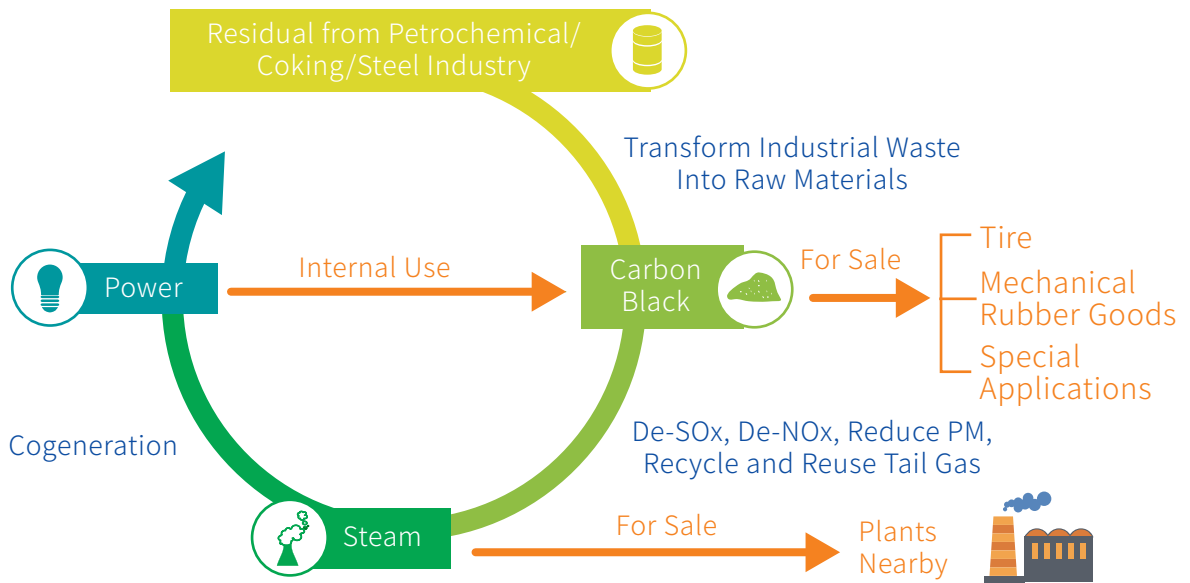 Residual from Petrochemical/
Coking/Steel Industry
Transform Industrial Waste
Into Raw Materials
Power
Internal Use
Carbon
Black
For Sale
Tire
Mechanical
Rubber Goods
Special
Applications
Cogeneration
De-SOx, De-NOx, Reduce PM,
Recycle and Reuse Tail Gas
Steam
For Sale
Plants
Nearby